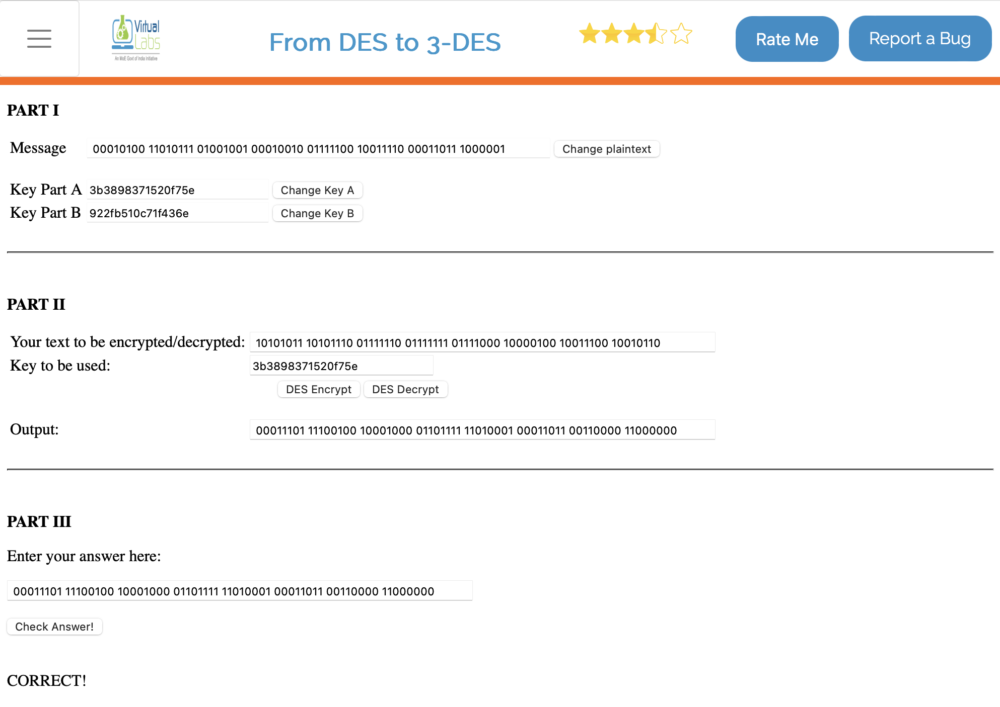 Virtual
Labs
An MoE Govt of India Initiative
From DES to 3-DES
Rate Me
Report a Bug
PART I
Message 00010100 11010111 01001001 00010010 01111100 10011110 00011011 1000001 Change plaintext
Key Part A 3b3898371520f75e Change Key A
Key Part B 922fb510c71f436e Change Key B
PART II
Your text to be encrypted/decrypted: 10101011 10101110 01111110 01111111 01111000 10000100 10011100 10010110
Key to be used: 3b3898371520f75e
DES Encrypt DES Decrypt
Output: 00011101 11100100 10001000 01101111 11010001 00011011 00110000 11000000
PART III
Enter your answer here:
00011101 11100100 10001000 01101111 11010001 00011011 00110000 11000000
Check Answer!
CORRECT!